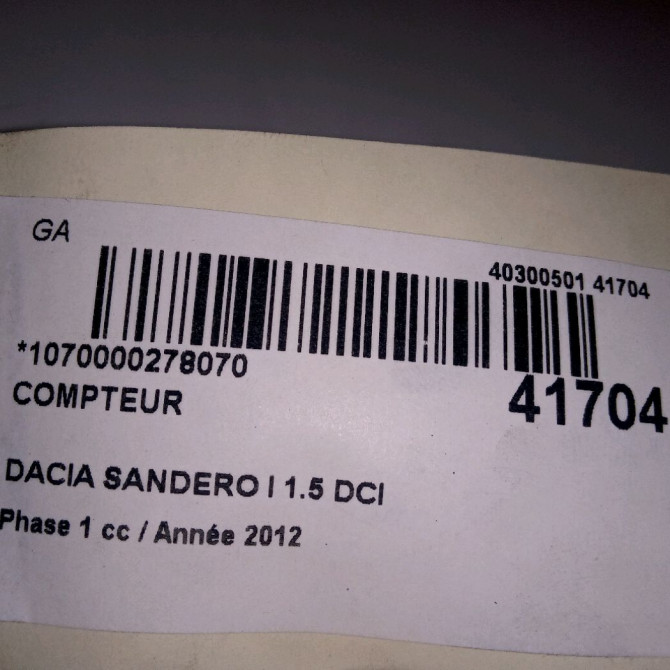 GA
40300501 41704
*1070000278070
41704
COMPTEUR
DACIA SANDERO I 1.5 DCI
Phase 1 cc / Année 2012